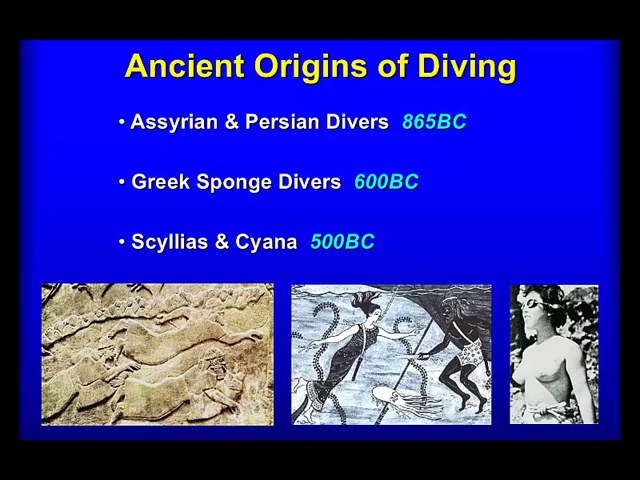 Ancient Origins of Diving
• Assyrian & Persian Divers 865BC
• Greek Sponge Divers 600BC
• Scyllias & Cyana 500BC